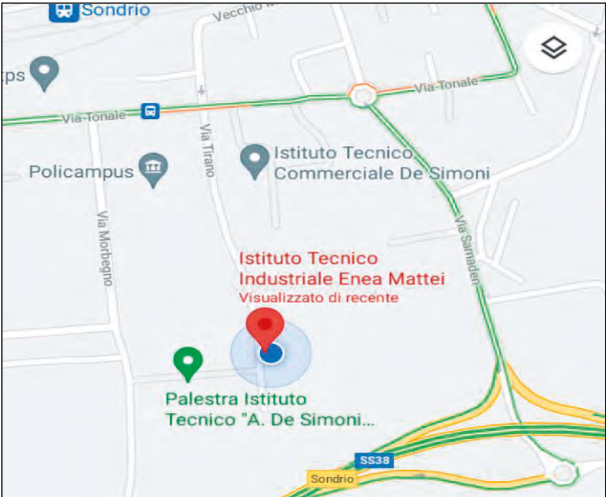 Sondrio
Vecchio
tps
Via Tonale
Via Tonale
Istituto Tecnico
Commerciale De Simoni
Policampus
Via Tirano
Via Morbegno
Via Samaden
Istituto Tecnico
Industriale Enea Mattei
Visualizzato di recente
Palestra Istituto
Tecnico "A. De Simoni...
SS38
Sondrio